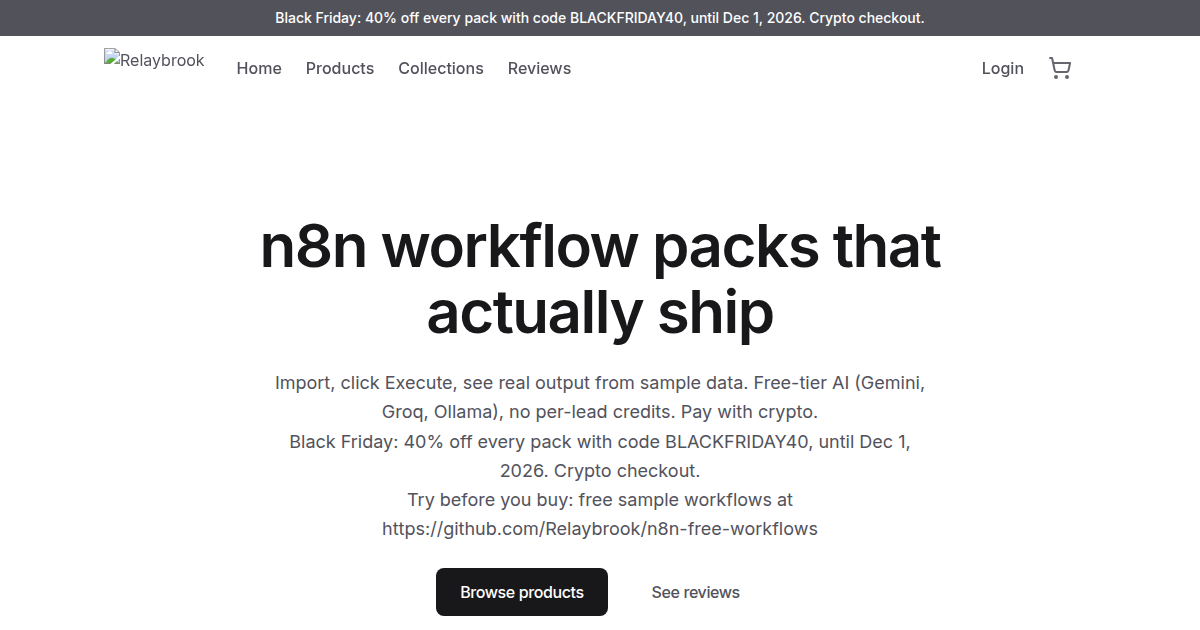 Black Friday: 40% off every pack with code BLACKFRIDAY40, until Dec 1, 2026. Crypto checkout.
Relaybrook
Home
Products
Collections
Reviews
Login
n8n workflow packs that
actually ship
Import, click Execute, see real output from sample data. Free-tier AI (Gemini,
Groq, Ollama), no per-lead credits. Pay with crypto.
Black Friday: 40% off every pack with code BLACKFRIDAY40, until Dec 1,
2026. Crypto checkout.
Try before you buy: free sample workflows at
https://github.com/Relaybrook/n8n-free-workflows
Browse products
See reviews